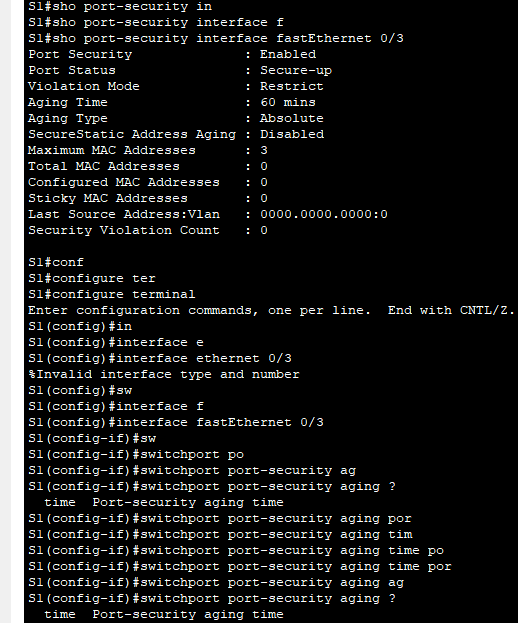 S1#sho port-security in
S1#sho port-security interface f
S1#sho port-security interface fastEthernet 0/3
Port Security              : Enabled
Port Status                : Secure-up
Violation Mode             : Restrict
Aging Time                 : 60 mins
Aging Type                 : Absolute
SecureStatic Address Aging : Disabled
Maximum MAC Addresses      : 3
Total MAC Addresses        : 0
Configured MAC Addresses   : 0
Sticky MAC Addresses       : 0
Last Source Address:Vlan   : 0000.0000.0000:0
Security Violation Count   : 0

S1#conf
S1#configure ter
S1#configure terminal
Enter configuration commands, one per line.  End with CNTL/Z.
S1(config)#in
S1(config)#interface e
S1(config)#interface ethernet 0/3
%Invalid interface type and number
S1(config)#sw
S1(config)#interface f
S1(config)#interface fastEthernet 0/3
S1(config-if)#sw
S1(config-if)#switchport po
S1(config-if)#switchport port-security ag
S1(config-if)#switchport port-security aging ?
  time  Port-security aging time
S1(config-if)#switchport port-security aging por
S1(config-if)#switchport port-security aging tim
S1(config-if)#switchport port-security aging time po
S1(config-if)#switchport port-security aging time por
S1(config-if)#switchport port-security ag
S1(config-if)#switchport port-security aging ?
  time  Port-security aging time